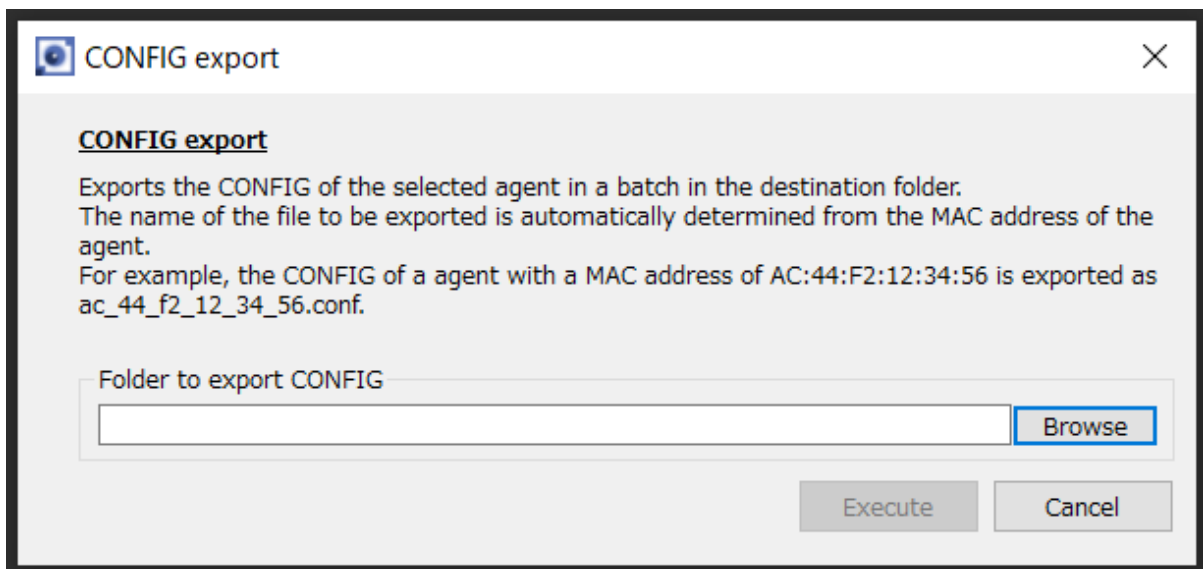 CONFIG export
CONFIG export
Exports the CONFIG of the selected agent in a batch in the destination folder.
The name of the file to be exported is automatically determined from the MAC address of the
agent.
For example, the CONFIG of a agent with a MAC address of AC:44:F2:12:34:56 is exported as
ac_44_f2_12_34_56.conf.
Folder to export CONFIG
Browse
Execute
Cancel